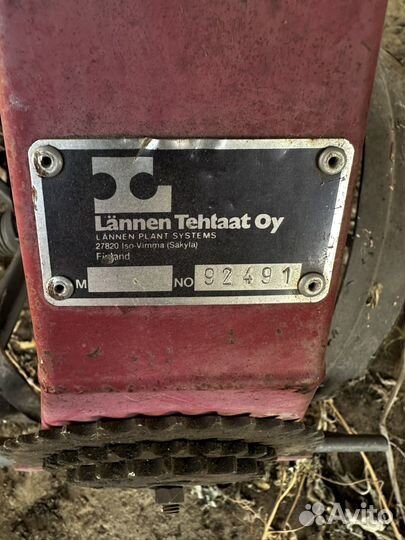 Lännen Tehtaat Oy
LÄNNEN PLANT SYSTEMS
27820 Iso-Vimma (Säkylä)
Finland
M NO 92491
Avito